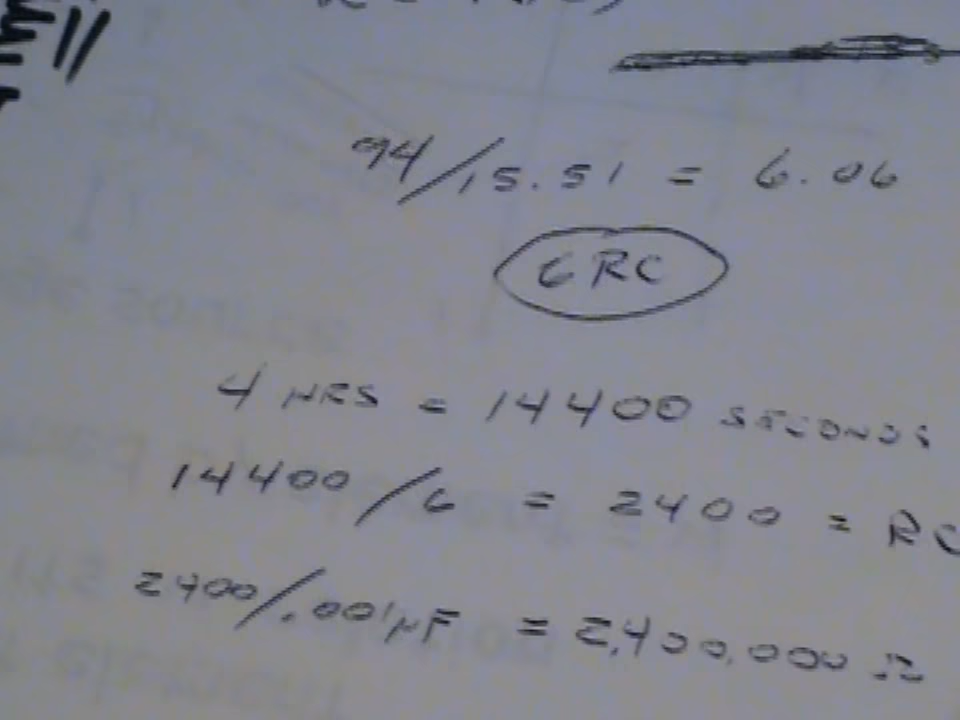 94/15.51 = 6.06
6RC
4 HRS = 14400 SECONDS
14400/6 = 2400 = RC
2400/.001µF = 2,400,000 Ω